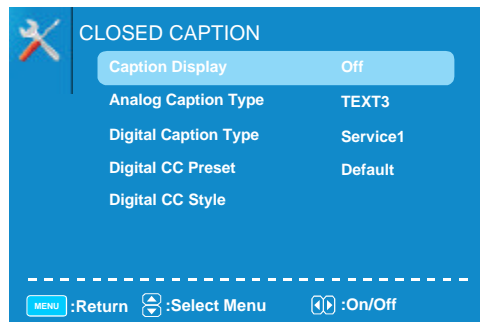 CLOSED CAPTION
Caption Display Off
Analog Caption Type TEXT3
Digital Caption Type Service1
Digital CC Preset Default
Digital CC Style
MENU :Return :Select Menu :On/Off